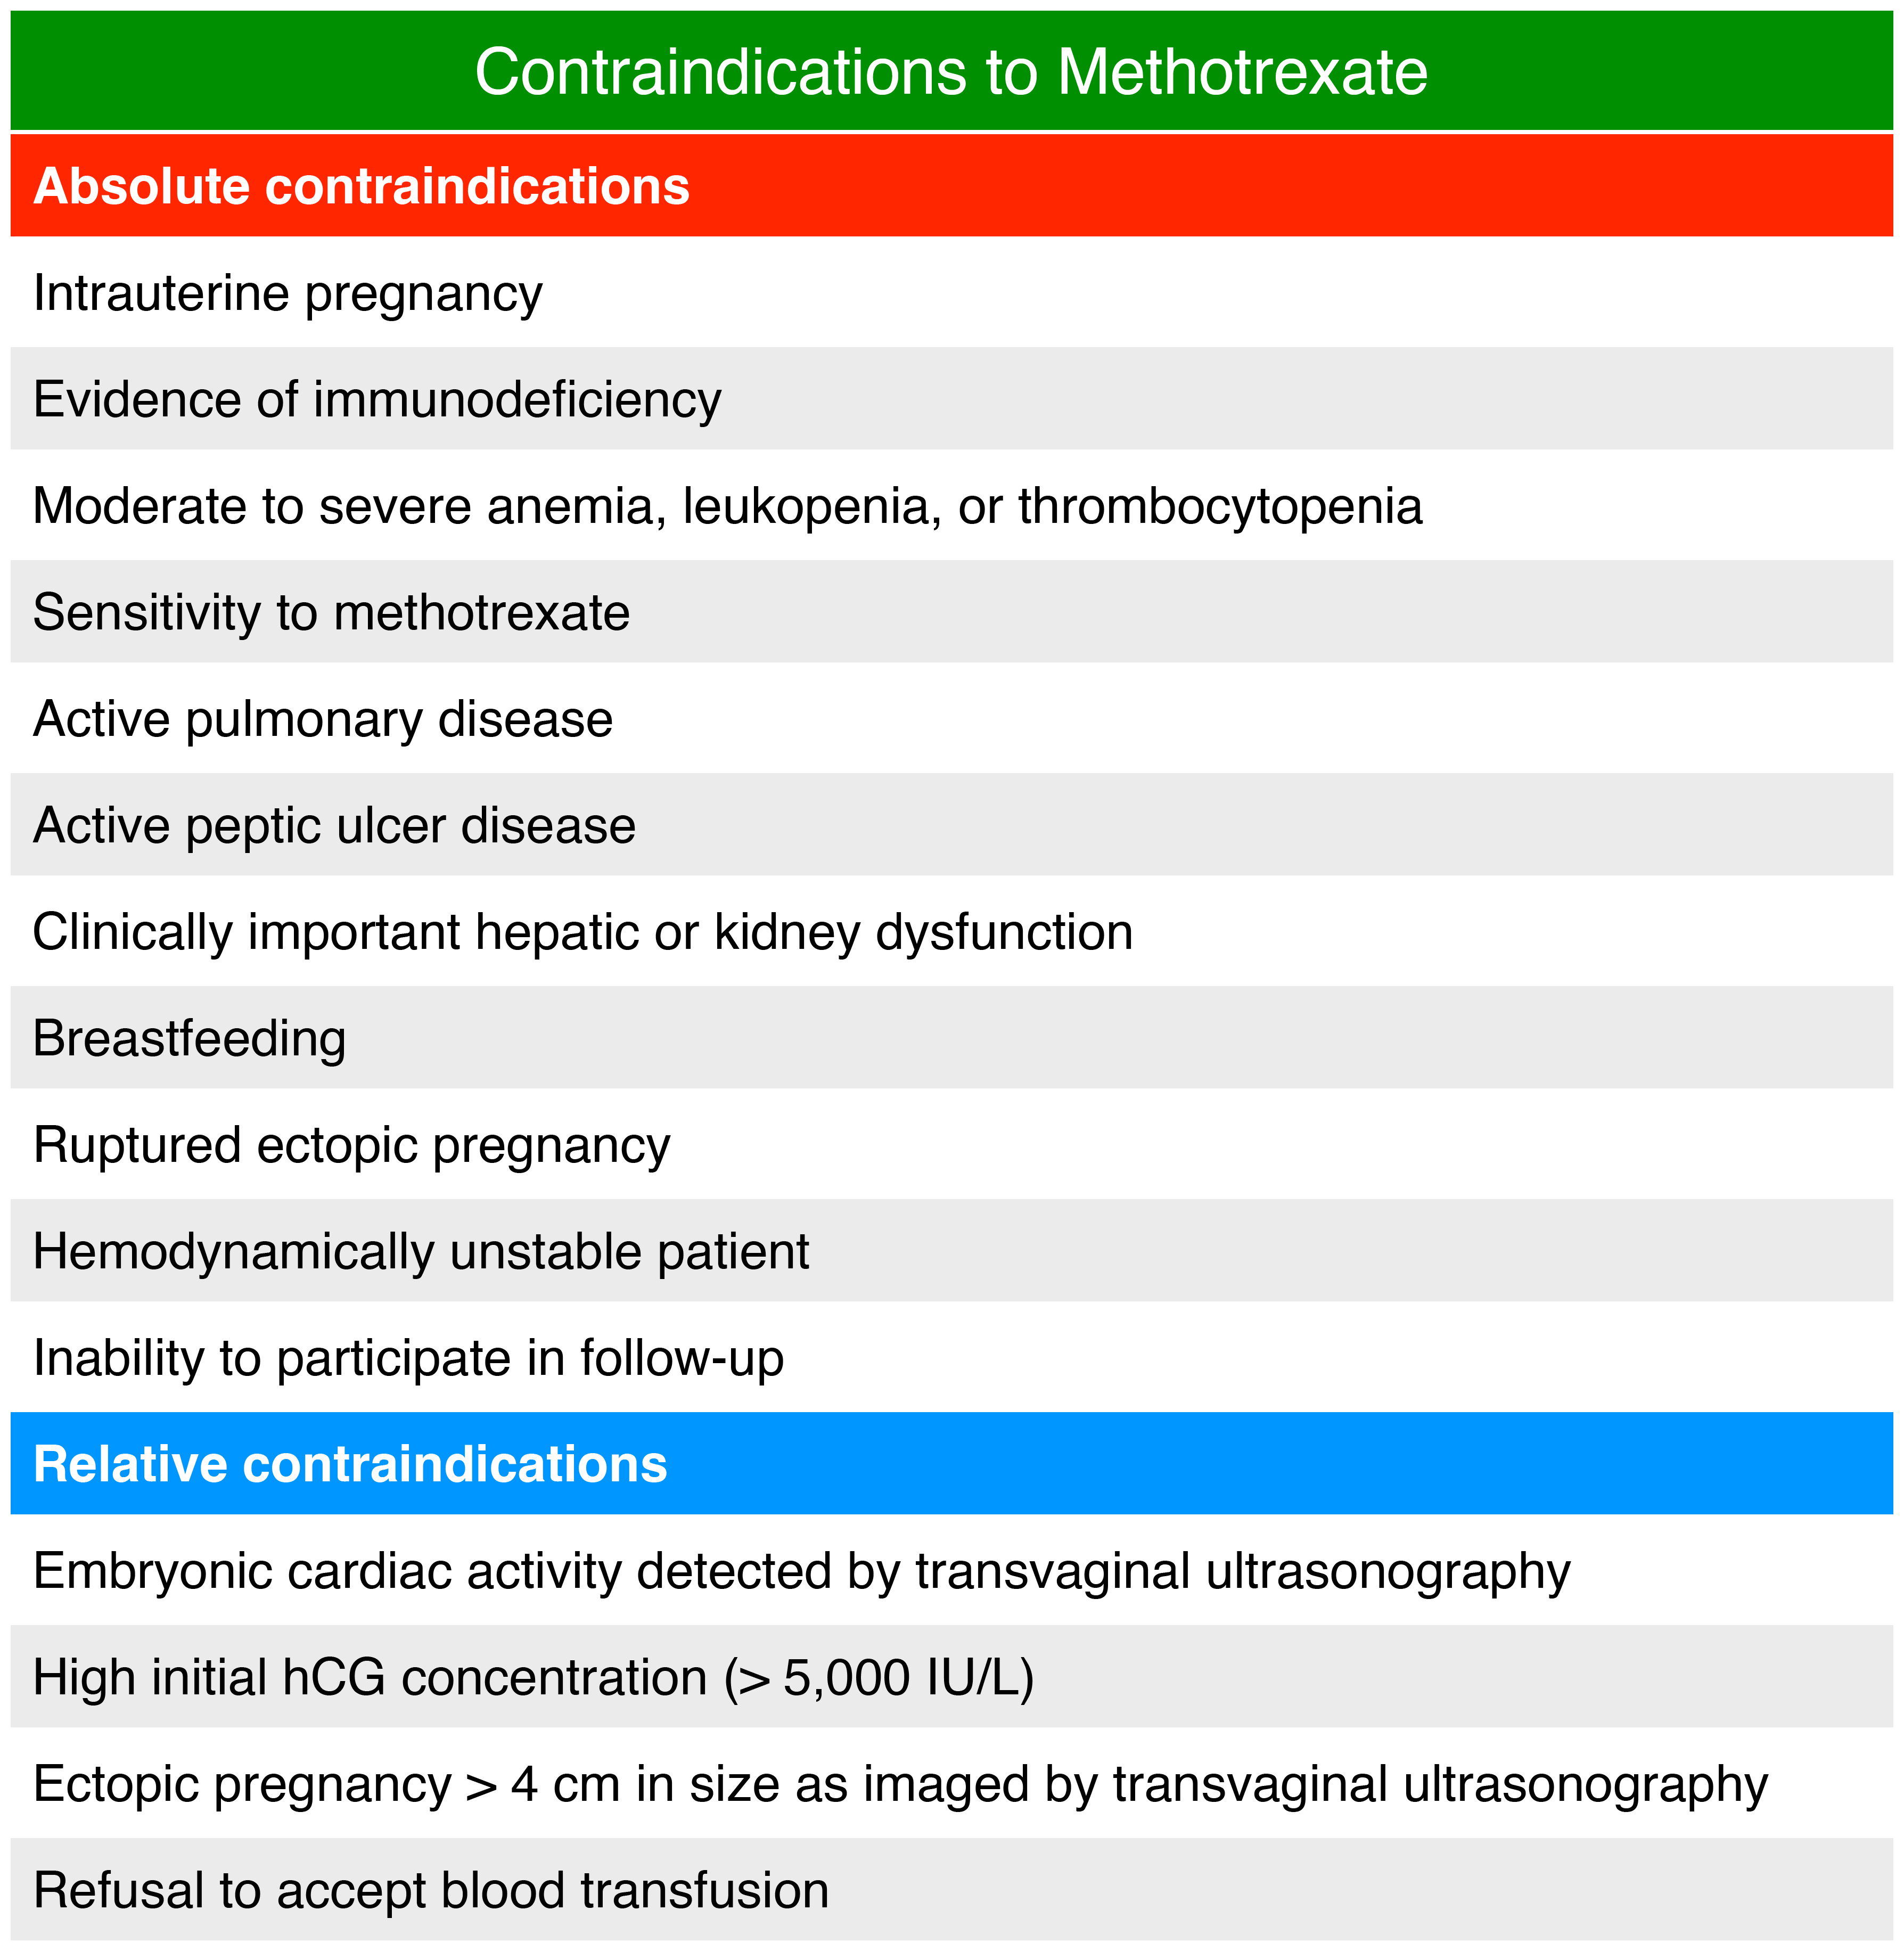 Contraindications to Methotrexate
Absolute contraindications
Intrauterine pregnancy
Evidence of immunodeficiency
Moderate to severe anemia, leukopenia, or thrombocytopenia
Sensitivity to methotrexate
Active pulmonary disease
Active peptic ulcer disease
Clinically important hepatic or kidney dysfunction
Breastfeeding
Ruptured ectopic pregnancy
Hemodynamically unstable patient
Inability to participate in follow-up
Relative contraindications
Embryonic cardiac activity detected by transvaginal ultrasonography
High initial hCG concentration (> 5,000 IU/L)
Ectopic pregnancy > 4 cm in size as imaged by transvaginal ultrasonography
Refusal to accept blood transfusion